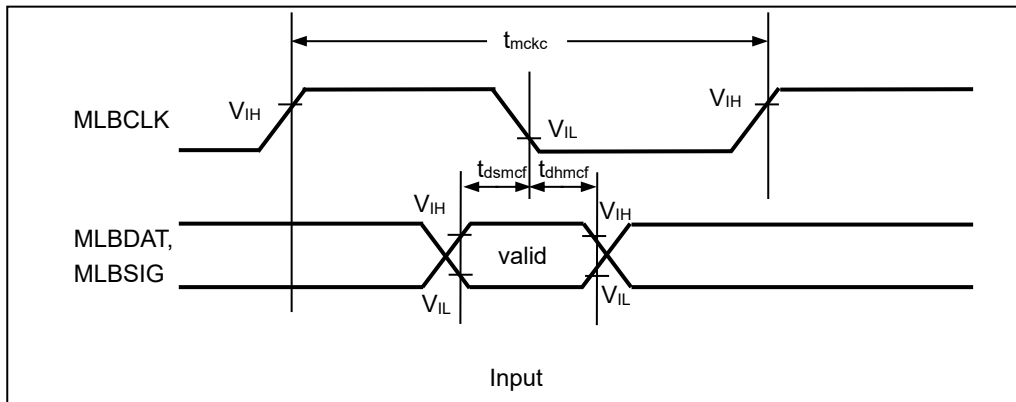 tmckc
VIH
VIH
MLBCLK
VIL
tdsmcf
tdhmcf
VIH
VIH
MLBDAT,
MLBSIG
valid
VIL
VIL
Input